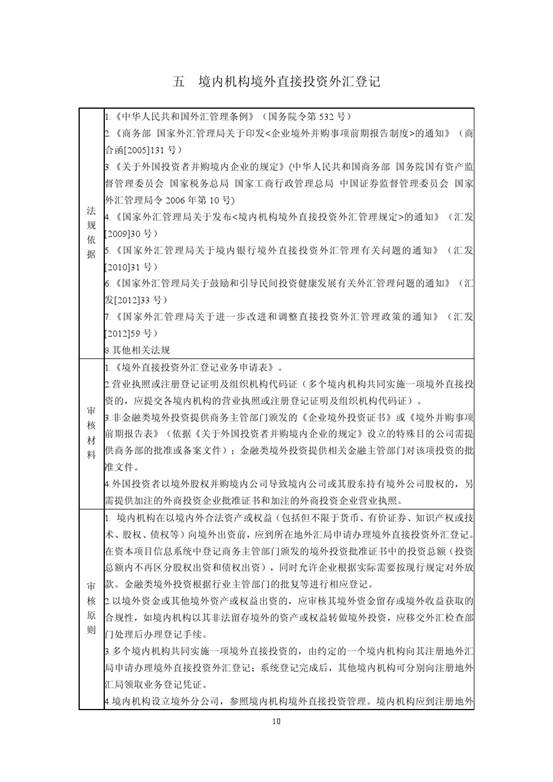 五 境内机构境外直接投资外汇登记
法规依据
1.《中华人民共和国外汇管理条例》（国务院令第 532 号）
2.《商务部 国家外汇管理局关于印发<企业境外并购事项前期报告制度>的通知》（商
合函[2005]131 号）
3.《关于外国投资者并购境内企业的规定》(中华人民共和国商务部 国务院国有资产监
督管理委员会 国家税务总局 国家工商行政管理总局 中国证券监督管理委员会 国家
外汇管理局令 2006 年第 10 号)
4.《国家外汇管理局关于发布<境内机构境外直接投资外汇管理规定>的通知》（汇发
[2009]30 号）
5.《国家外汇管理局关于境内银行境外直接投资外汇管理有关问题的通知》（汇发
[2010]31 号）
6.《国家外汇管理局关于鼓励和引导民间投资健康发展有关外汇管理问题的通知》（汇
发[2012]33 号）
7.《国家外汇管理局关于进一步改进和调整直接投资外汇管理政策的通知》（汇发
[2012]59 号）
8.其他相关法规
审核材料
1.《境外直接投资外汇登记业务申请表》。
2.营业执照或注册登记证明及组织机构代码证（多个境内机构共同实施一项境外直接投
资的，应提交各境内机构的营业执照或注册登记证明及组织机构代码证）。
3.非金融类境外投资提供商务主管部门颁发的《企业境外投资证书》或《境外并购事项
前期报告表》（依据《关于外国投资者并购境内企业的规定》设立的特殊目的公司需提
供商务部的批准或备案文件）；金融类境外投资提供相关金融主管部门对该项投资的批
准文件。
4.外国投资者以境外股权并购境内公司导致境内公司或其股东持有境外公司股权的，另
需提供加注的外商投资企业批准证书和加注的外商投资企业营业执照。
审核原则
1. 境内机构在以境内外合法资产或权益（包括但不限于货币、有价证券、知识产权或技
术、股权、债权等）向境外出资前，应到所在地外汇局申请办理境外直接投资外汇登记。
在资本项目信息系统中登记商务主管部门颁发的境外投资批准证书中的投资总额（投资
总额内不再区分股权出资和债权出资），同时允许企业根据实际需要按现行规定对外放
款。金融类境外投资根据行业主管部门的批复等进行相应登记。
2.以境外资金或其他境外资产或权益出资的，应审核其境外资金留存或境外收益获取的
合规性，如境内机构以其非法留存境外的资产或权益转做境外投资，应移交外汇检查部
门处理后办理登记手续。
3.多个境内机构共同实施一项境外直接投资的，由约定的一个境内机构向其注册地外汇
局申请办理境外直接投资外汇登记；系统登记完成后，其他境内机构可分别向注册地外
汇局领取业务登记凭证。
4.境内机构设立境外分公司，参照境内机构境外直接投资管理。境内机构应到注册地外
10